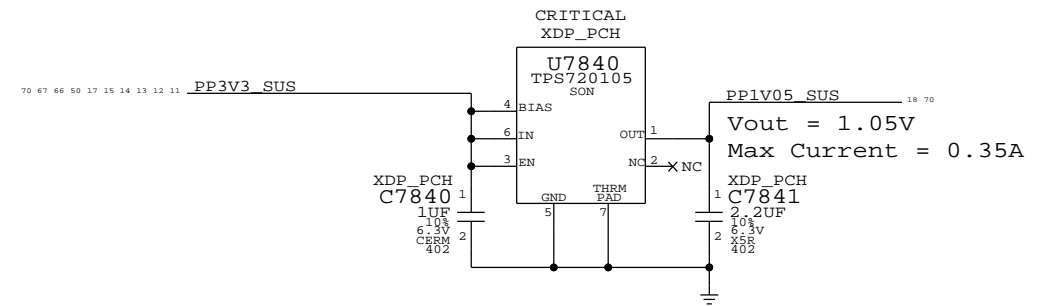 CRITICAL
XDP_PCH
U7840
TPS720105
SON
70 67 66 50 17 15 14 13 12 11 PP3V3_SUS
PP1V05_SUS 18 70
4 BIAS
Vout = 1.05V
6 IN
OUT 1
Max Current = 0.35A
3 EN
NC 2 NC
XDP_PCH
C7840 1
1UF
10%
6.3V
CERM 2
402
GND
THRM
PAD
5
7
XDP_PCH
1 C7841
2.2UF
10%
6.3V
2 X5R
402